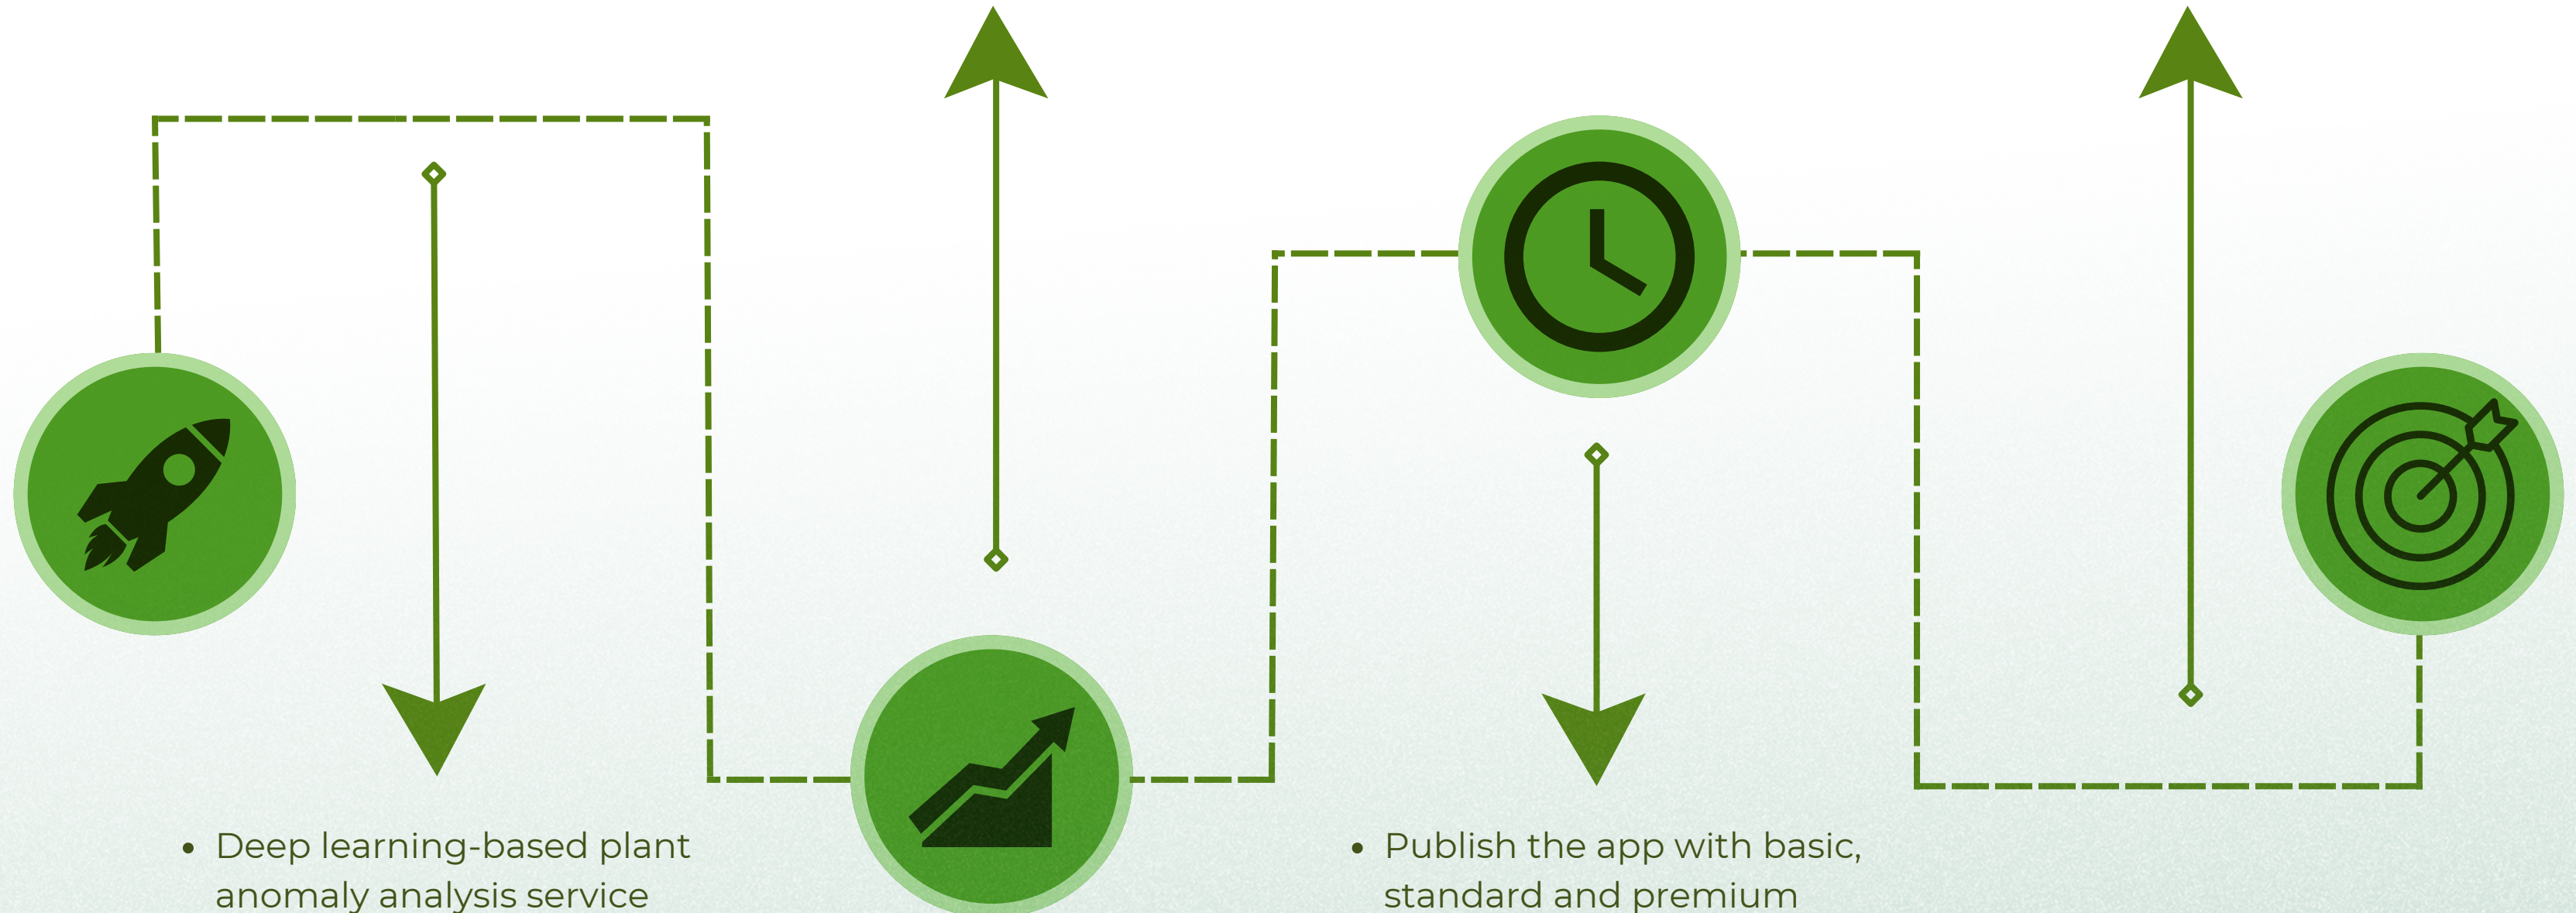 • Deep learning-based plant
anomaly analysis service
• Publish the app with basic,
standard and premium